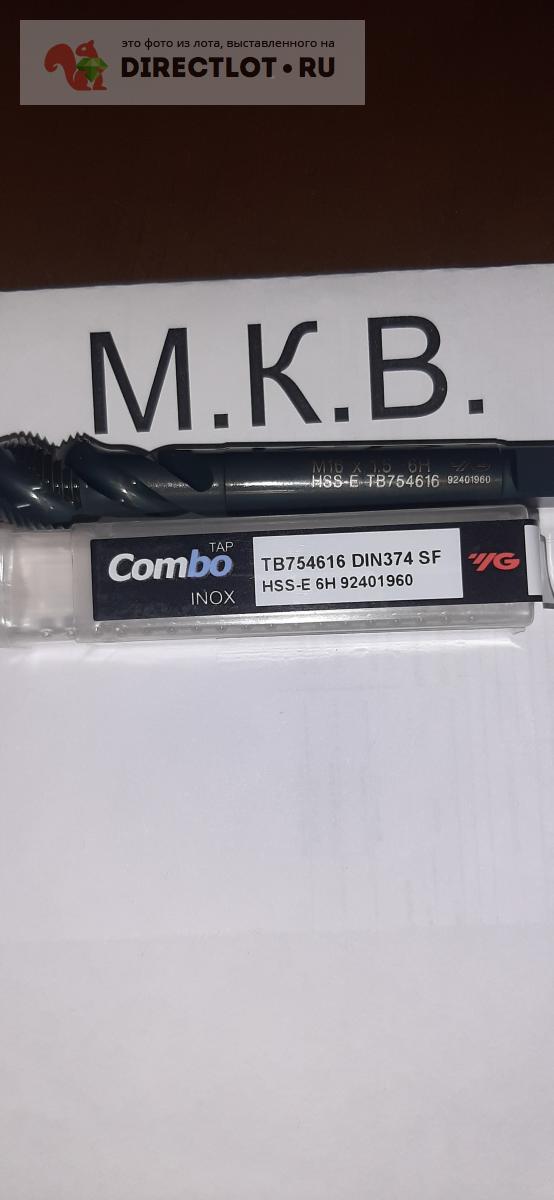 это фото из лота, выставленного на
DIRECTLOT • RU
М.К.В.
M16 x 1.5 6H YG
HSS-E TB754616 92401960
TAP
Combo
INOX
TB754616 DIN374 SF
HSS-E 6H 92401960
YG